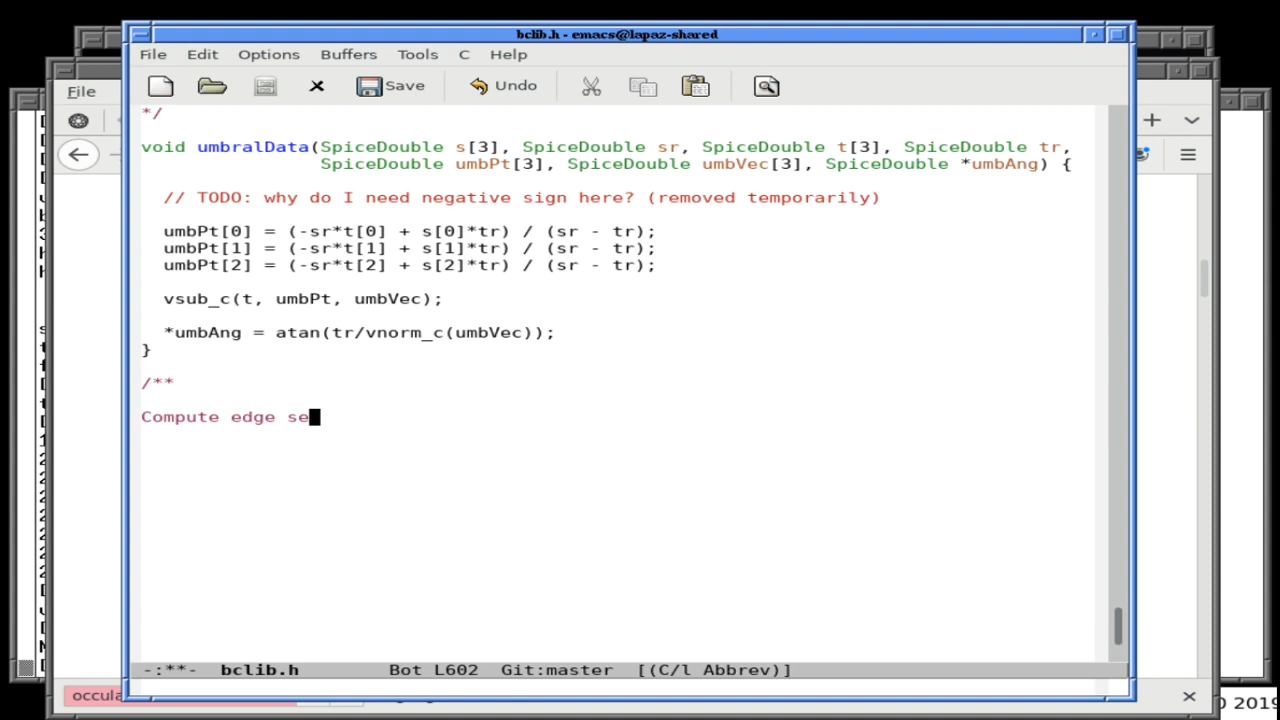 bclib.h - emacs@lapaz-shared
File Edit Options Buffers Tools C Help
Save Undo
File
*/
void umbralData(SpiceDouble s[3], SpiceDouble sr, SpiceDouble t[3], SpiceDouble tr,
SpiceDouble umbPt[3], SpiceDouble umbVec[3], SpiceDouble *umbAng) {
// TODO: why do I need negative sign here? (removed temporarily)
umbPt[0] = (-sr*t[0] + s[0]*tr) / (sr - tr);
umbPt[1] = (-sr*t[1] + s[1]*tr) / (sr - tr);
umbPt[2] = (-sr*t[2] + s[2]*tr) / (sr - tr);
vsub_c(t, umbPt, umbVec);
*umbAng = atan(tr/vnorm_c(umbVec));
}
/**
Compute edge se
-:**- bclib.h Bot L602 Git:master [(C/l Abbrev)]
occula
2019